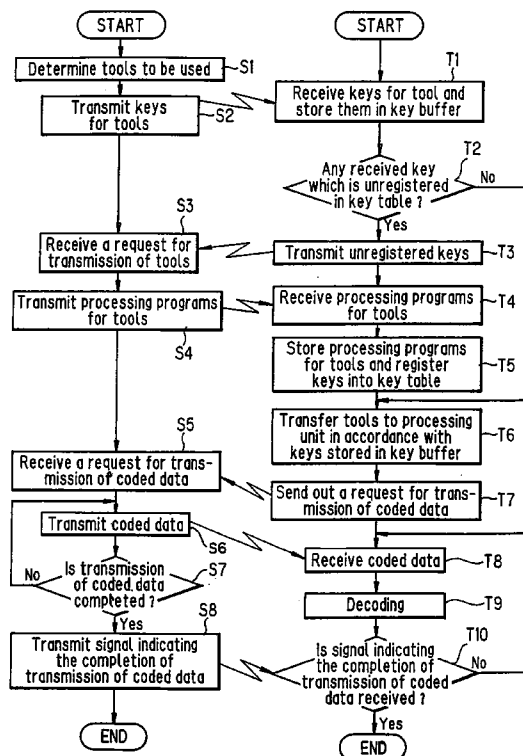 START
Determine tools to be used
S1
Transmit keys
for tools
S2
S3
Receive a request for
transmission of tools
Transmit processing programs
for tools
S4
S5
Receive a request for trans-
mission of coded data
Transmit coded data
S6
Is transmission
of coded data
completed ?
S7
No
Yes
S8
Transmit signal indicating
the completion of
transmission of coded data
END
START
T1
Receive keys for tool and
store them in key buffer
T2
Any received key
which is unregistered
in key table ?
No
Yes
Transmit unregistered keys
T3
Receive processing programs
for tools
T4
Store processing programs
for tools and register
keys into key table
T5
Transfer tools to processing
unit in accordance with
keys stored in key buffer
T6
Send out a request for trans-
mission of coded data
T7
Receive coded data
T8
Decoding
T9
T10
Is signal indicating
the completion of
transmission of coded
data received ?
No
Yes
END